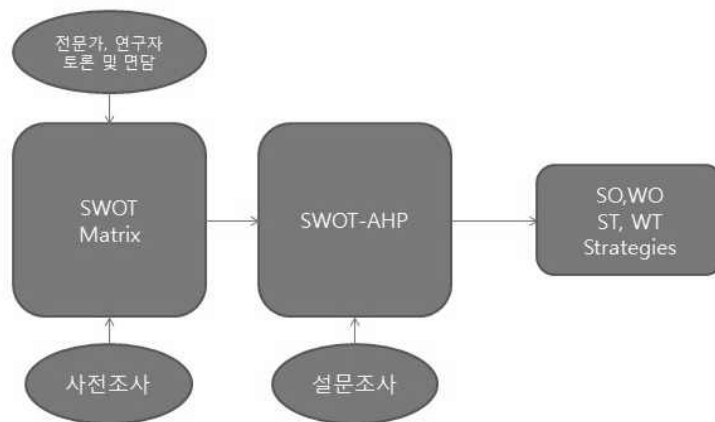 전문가, 연구자
토론 및 면담
SWOT
Matrix
SWOT-AHP
SO,WO
ST, WT
Strategies
사전조사
설문조사